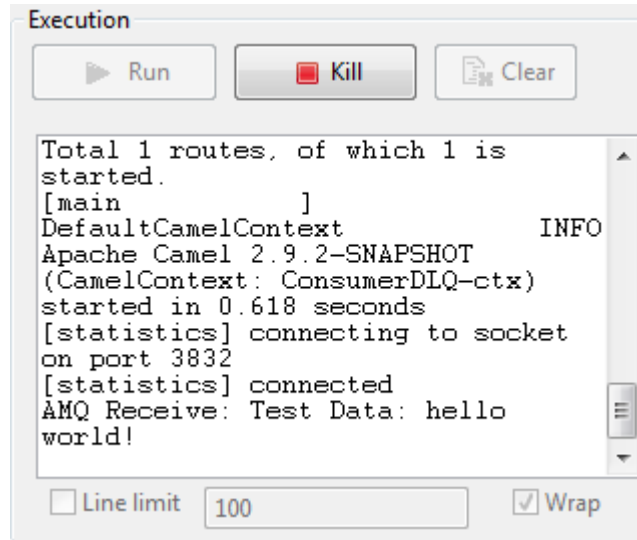 Execution
Run Kill Clear
Total 1 routes, of which 1 is
started.
[main                ]
DefaultCamelContext                INFO
Apache Camel 2.9.2-SNAPSHOT
(CamelContext: ConsumerDLQ-ctx)
started in 0.618 seconds
[statistics] connecting to socket
on port 3832
[statistics] connected
AMQ Receive: Test Data: hello
world!
Line limit 100 Wrap